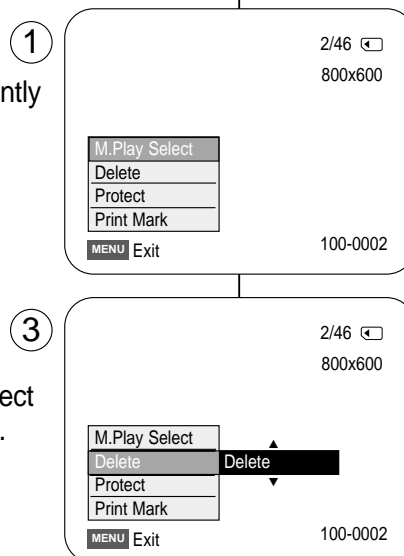 1
2/46
800x600
ntly
M.Play Select
Delete
Protect
Print Mark
MENU Exit
100-0002
3
2/46
800x600
ect
.
M.Play Select
Delete Delete
Protect
Print Mark
MENU Exit
100-0002